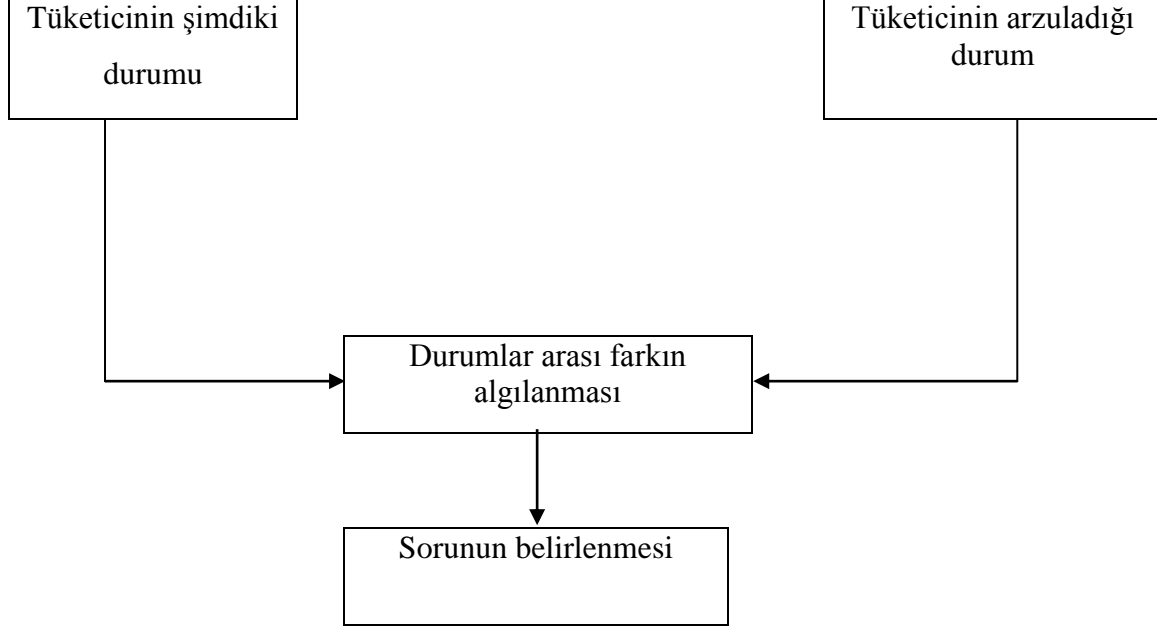 Tüketicinin şimdiki
durumu
Tüketicinin arzuladığı
durum
Durumlar arası farkın
algılanması
Sorunun belirlenmesi